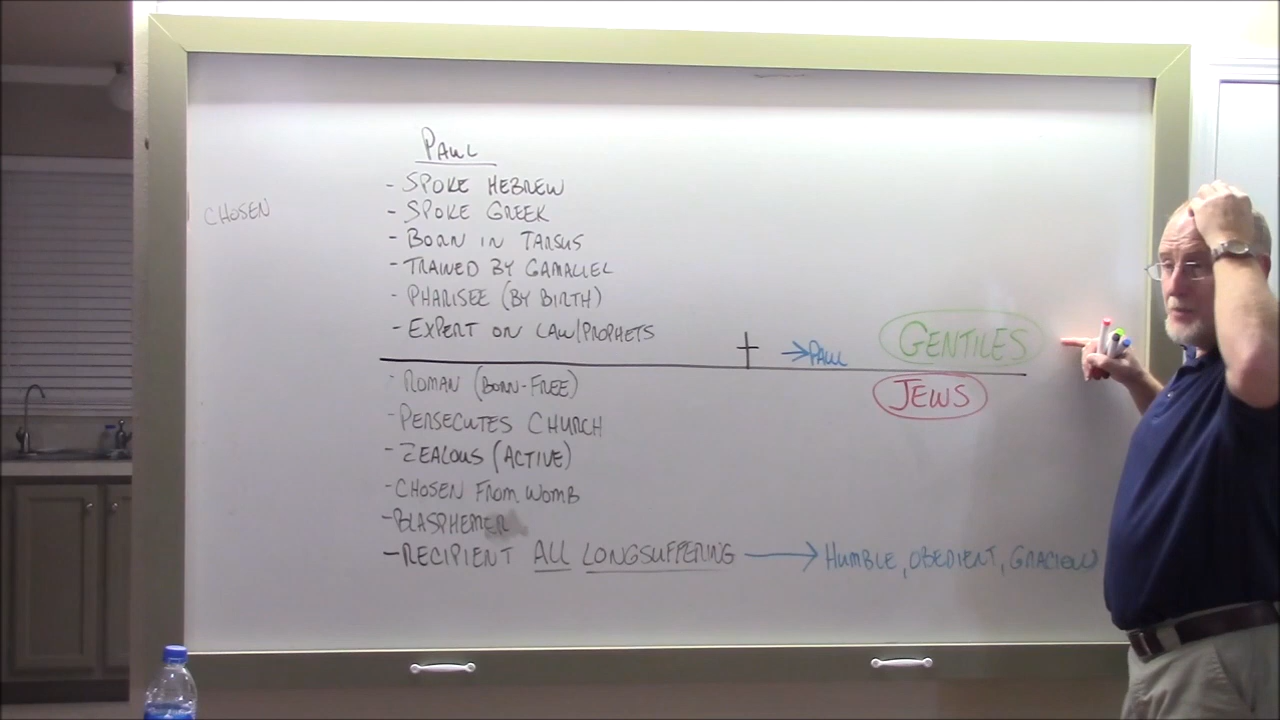 PAUL
- SPOKE HEBREW
CHOSEN
- SPOKE GREEK
- BORN IN TARSUS
- TRAINED BY GAMALIEL
- PHARISEE (BY BIRTH)
- EXPERT ON LAW/PROPHETS
→PAUL
GENTILES
- ROMAN (BORN-FREE)
JEWS
- PERSECUTES CHURCH
- ZEALOUS (ACTIVE)
- CHOSEN FROM WOMB
- BLASPHEMER
- RECIPIENT ALL LONGSUFFERING → HUMBLE, OBEDIENT, GRACIOUS